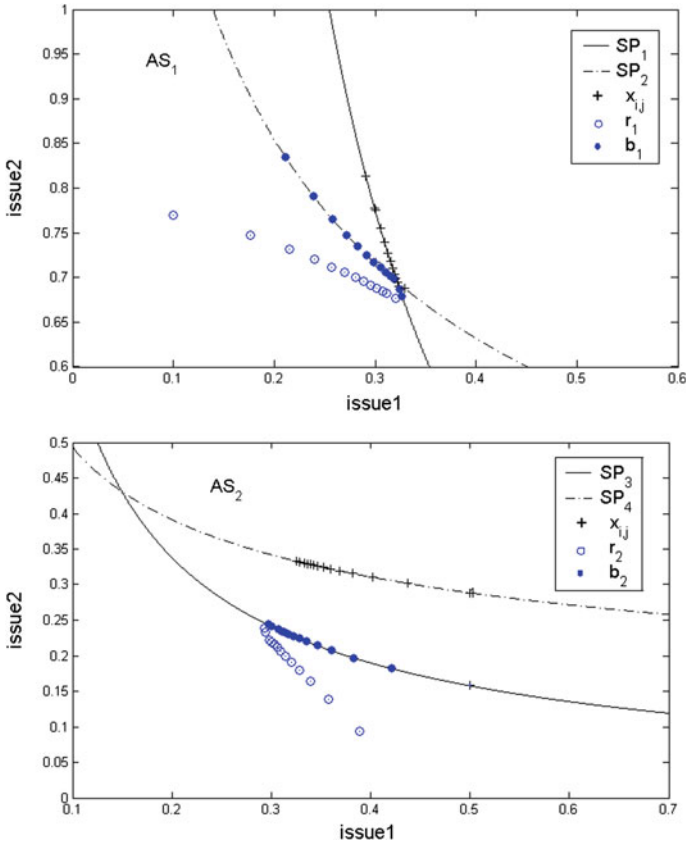 1
0.95
0.9
0.85
0.8
0.75
0.7
0.65
0.6
issue2
AS1
SP1
SP2
xi,j
r1
b1
0 0.1 0.2 0.3 0.4 0.5 0.6
issue1
0.5
0.45
0.4
0.35
0.3
0.25
0.2
0.15
0.1
0.05
0
issue2
AS2
SP3
SP4
xi,j
r2
b2
0.1 0.2 0.3 0.4 0.5 0.6 0.7
issue1